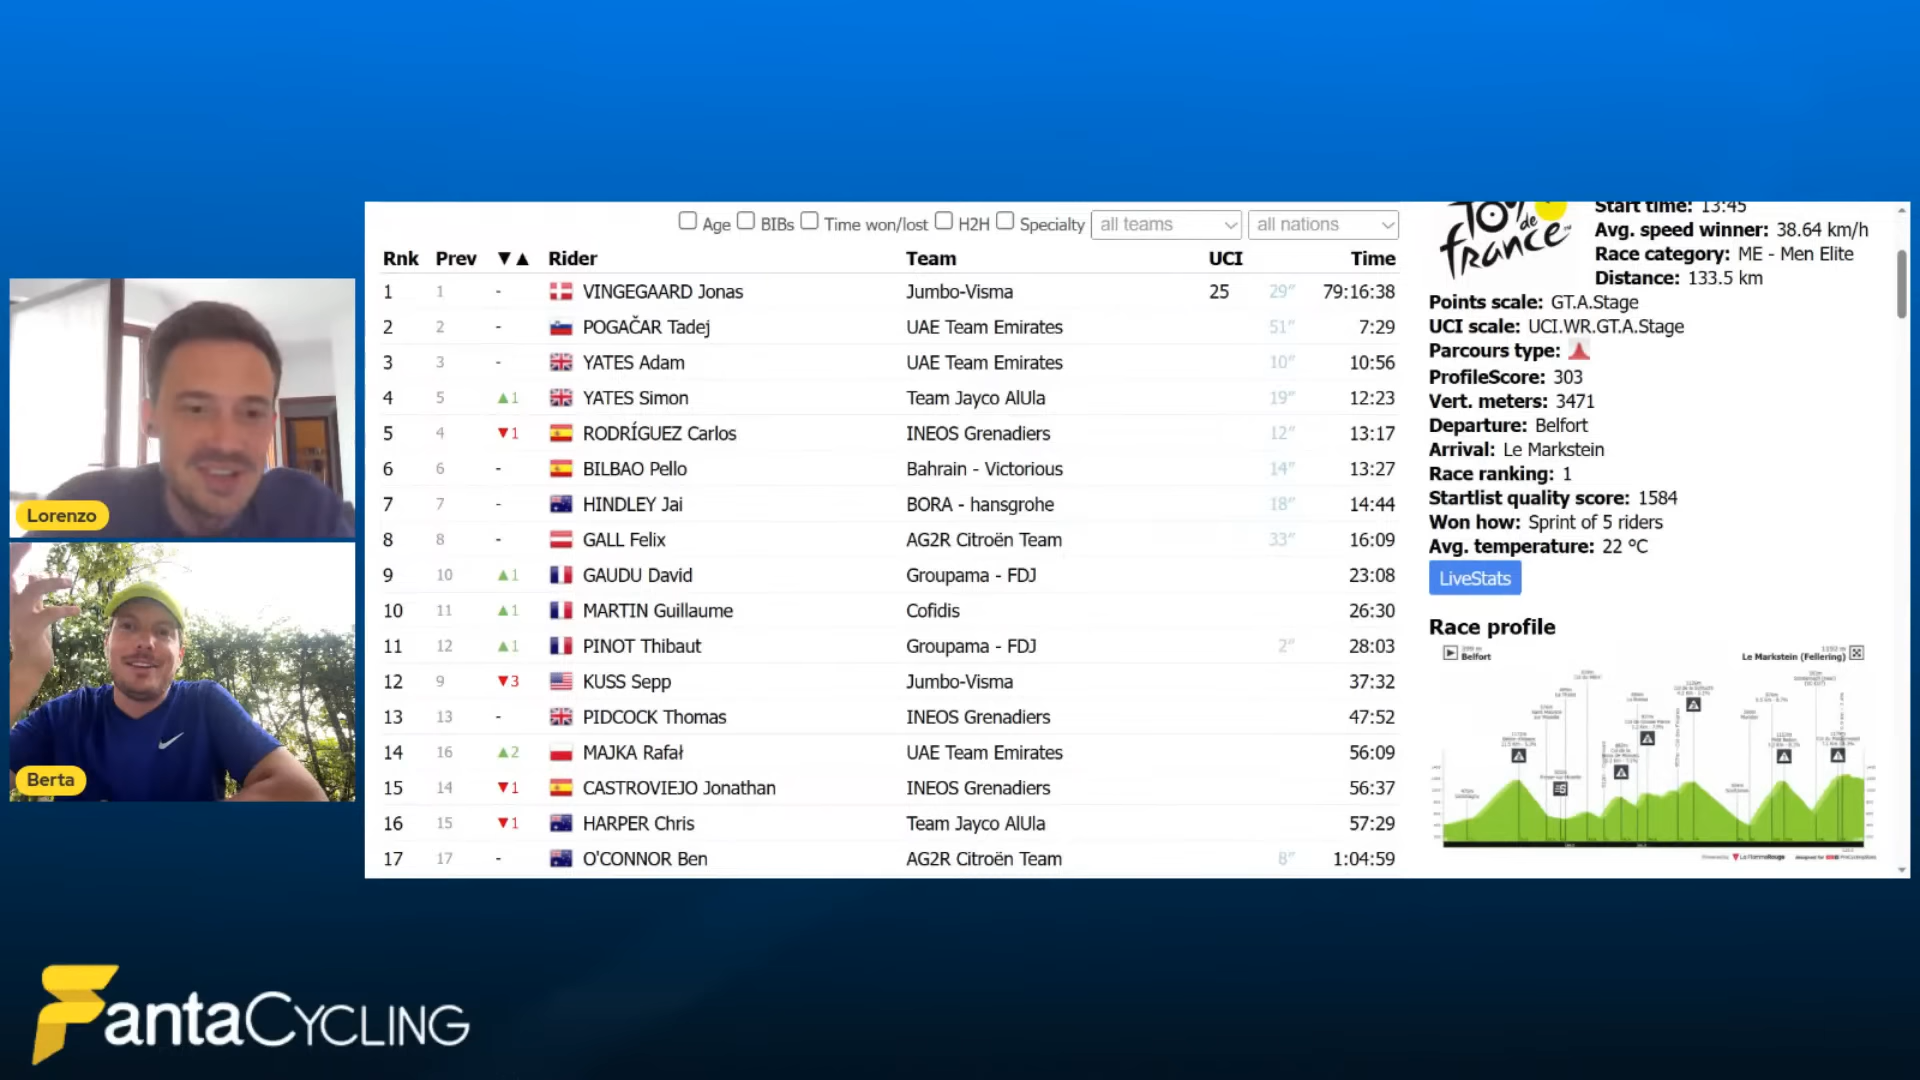 Age BIBs Time won/lost H2H Specialty all teams all nations
Rnk Prev ▼▲ Rider Team UCI Time
1 1 - VINGEGAARD Jonas Jumbo-Visma 25 29″ 79:16:38
2 2 - POGAČAR Tadej UAE Team Emirates 51″ 7:29
3 3 - YATES Adam UAE Team Emirates 10″ 10:56
4 5 ▲1 YATES Simon Team Jayco AlUla 19″ 12:23
5 4 ▼1 RODRÍGUEZ Carlos INEOS Grenadiers 12″ 13:17
6 6 - BILBAO Pello Bahrain - Victorious 14″ 13:27
7 7 - HINDLEY Jai BORA - hansgrohe 18″ 14:44
8 8 - GALL Felix AG2R Citroën Team 33″ 16:09
9 10 ▲1 GAUDU David Groupama - FDJ 23:08
10 11 ▲1 MARTIN Guillaume Cofidis 26:30
11 12 ▲1 PINOT Thibaut Groupama - FDJ 2″ 28:03
12 9 ▼3 KUSS Sepp Jumbo-Visma 37:32
13 13 - PIDCOCK Thomas INEOS Grenadiers 47:52
14 16 ▲2 MAJKA Rafał UAE Team Emirates 56:09
15 14 ▼1 CASTROVIEJO Jonathan INEOS Grenadiers 56:37
16 15 ▼1 HARPER Chris Team Jayco AlUla 57:29
17 17 - O'CONNOR Ben AG2R Citroën Team 8″ 1:04:59
Tour de france
Start time: 13:45
Avg. speed winner: 38.64 km/h
Race category: ME - Men Elite
Distance: 133.5 km
Points scale: GT.A.Stage
UCI scale: UCI.WR.GT.A.Stage
Parcours type:
ProfileScore: 303
Vert. meters: 3471
Departure: Belfort
Arrival: Le Markstein
Race ranking: 1
Startlist quality score: 1584
Won how: Sprint of 5 riders
Avg. temperature: 22 °C
LiveStats
Race profile
Belfort
Le Markstein (Fellering)
Lorenzo
Berta
FantaCycling